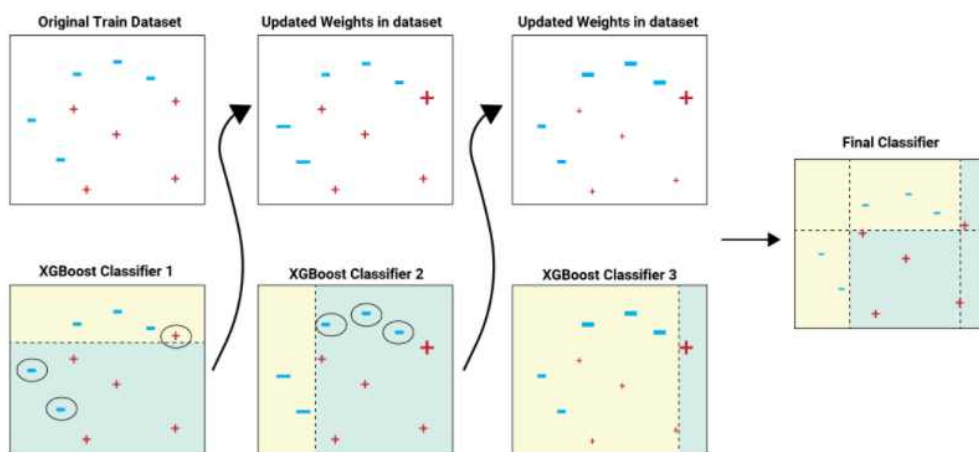 Original Train Dataset
Updated Weights in dataset
Updated Weights in dataset
Final Classifier
XGBoost Classifier 1
XGBoost Classifier 2
XGBoost Classifier 3